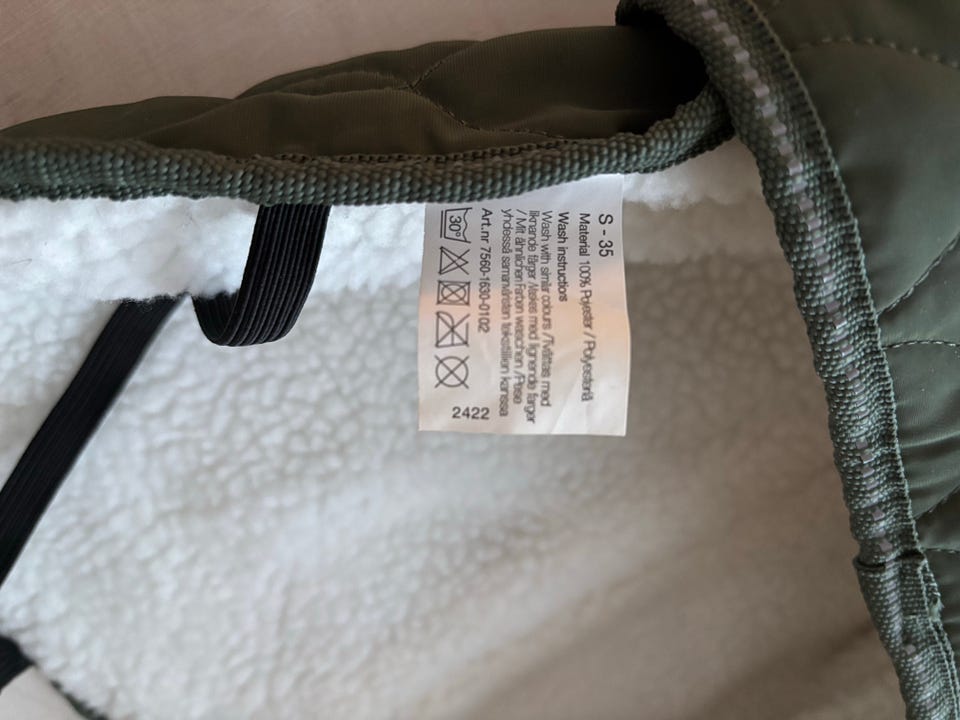 S - 35
Material 100% Polyester / Polyesteriä
Wash instructions
Wash with similar colours / Tvättas med
liknande färger / Vaskes med lignende farger
/ Mit ähnlichen Farben waschen / Pese
yhdessä samanväristen tekstiilien kanssa
Art.nr 7560-1630-0102
30°
2422